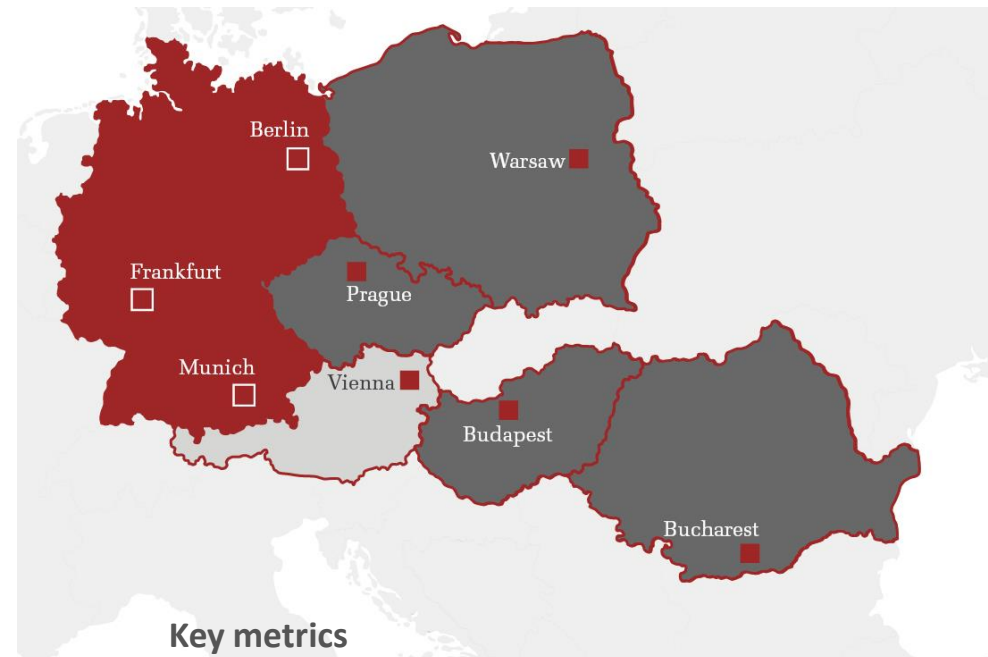 Berlin
Warsaw
Frankfurt
Prague
Munich
Vienna
Budapest
Bucharest
Key metrics